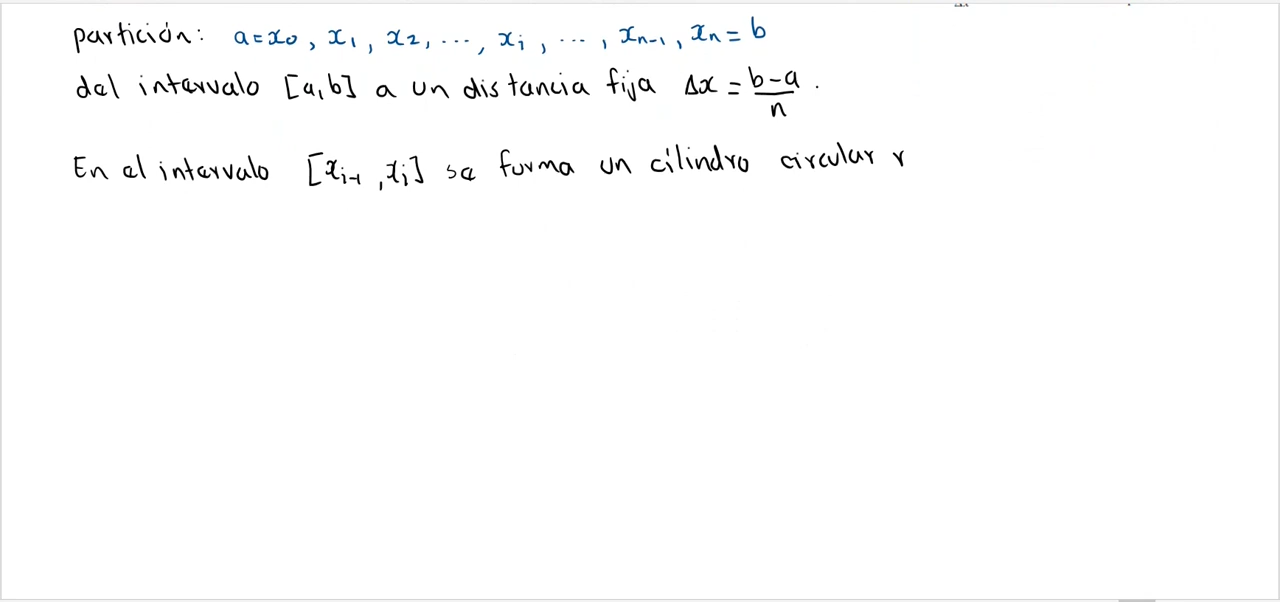 partición: a=x₀, x₁, x₂, ..., xᵢ, ..., xₙ₋₁, xₙ=b
del intervalo [a,b] a un distancia fija Δx = (b-a)/n.
En el intervalo [xᵢ₋₁, xᵢ] se forma un cilindro circular r